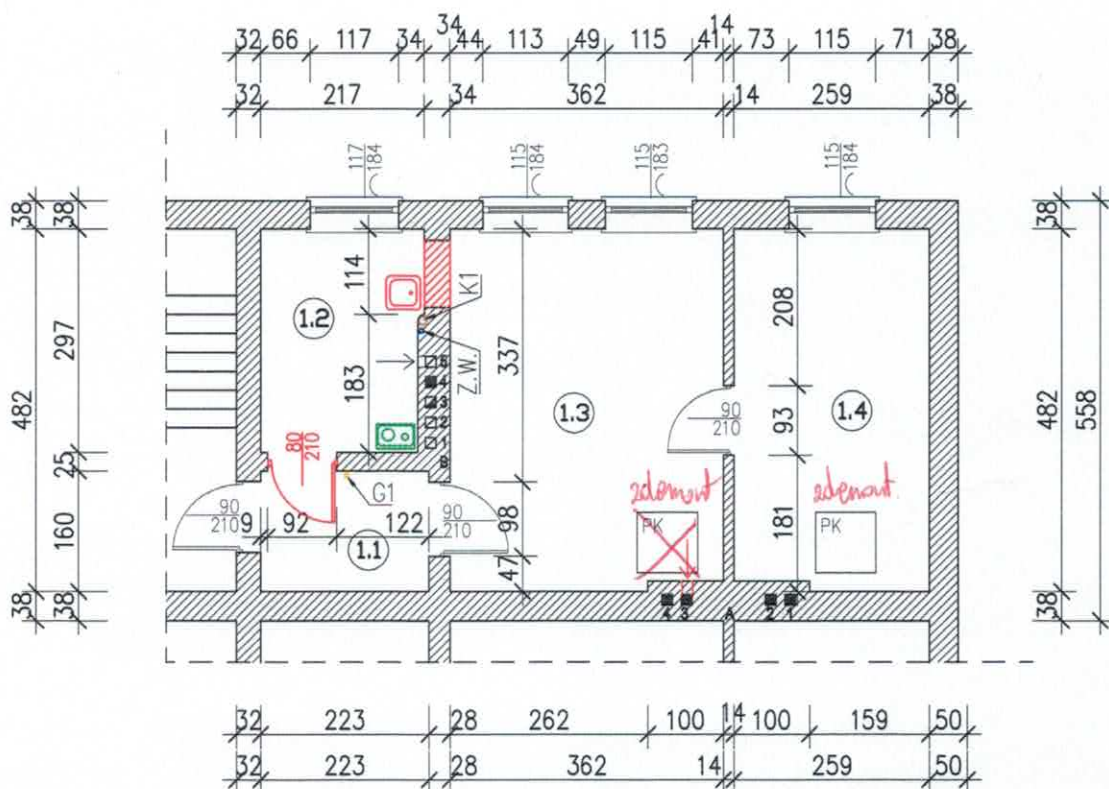 34 14
32 66 117 34 44 113 49 115 41 73 115 71 38
32 217 34 362 14 259 38
117 115 115 115
184 184 183 184
38 38 38
114 K1
1.2 208
297 Z.W. 337
482 183 5 482 558
4 1.3 90 93 1.4
3 210
80 2
210 1
25 B
G1 zdemont zdemont.
90 9 92 122 90 98 PK PK 181
210 210
160 1.1 47
38 38 4 3 A 2 1 38
32 223 28 262 100 14 100 159 50
32 223 28 362 14 259 50